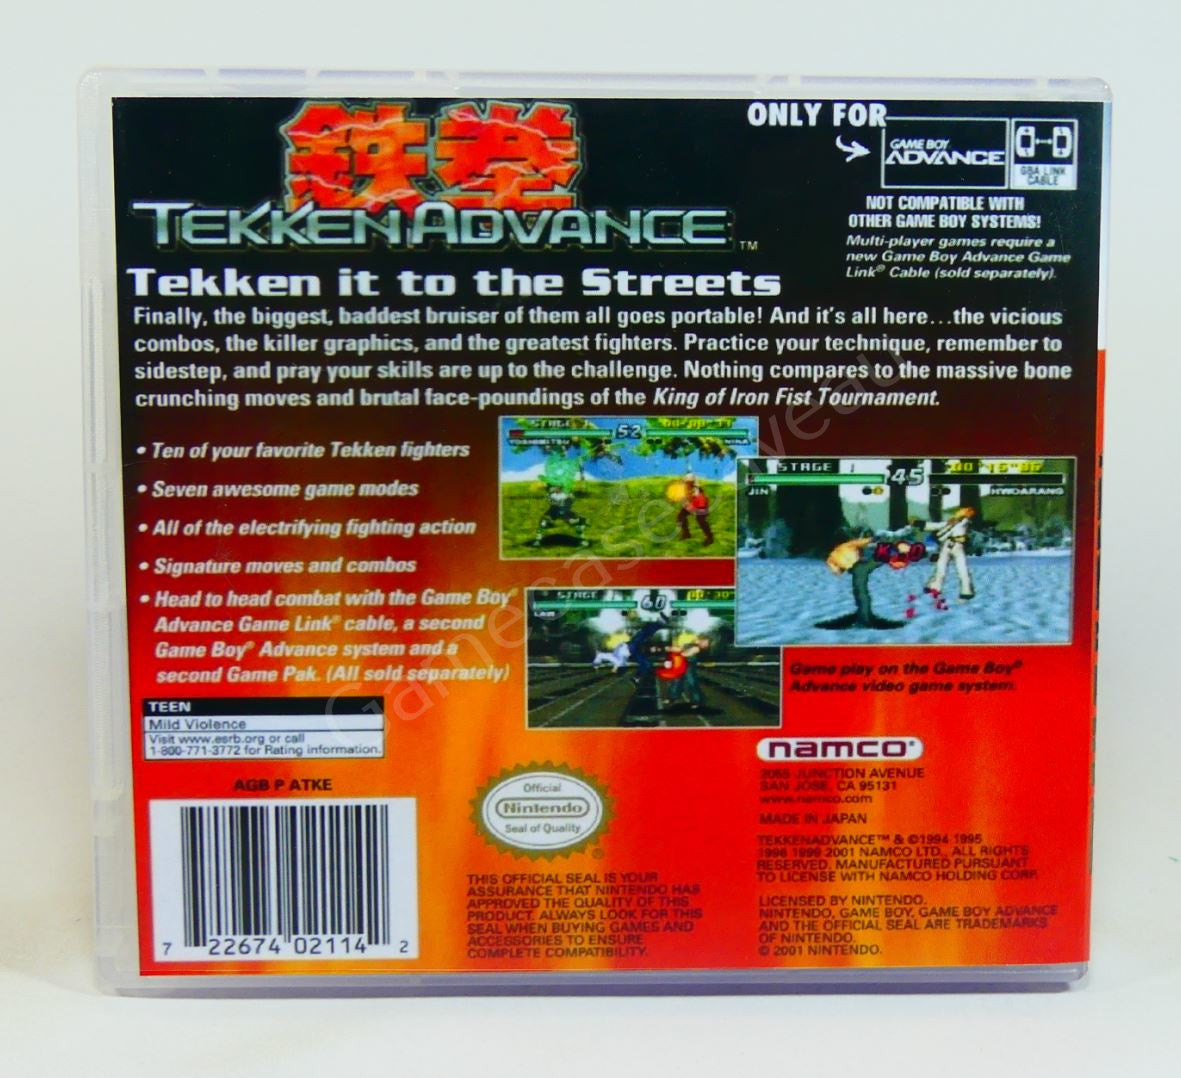 鉄拳
TEKKEN ADVANCE ™
ONLY FOR
GAME BOY ADVANCE
GBA LINK
CABLE
NOT COMPATIBLE WITH
OTHER GAME BOY SYSTEMS!
Multi-player games require a
new Game Boy Advance Game
Link® Cable (sold separately).
Tekken it to the Streets
Finally, the biggest, baddest bruiser of them all goes portable! And it's all here...the vicious
combos, the killer graphics, and the greatest fighters. Practice your technique, remember to
sidestep, and pray your skills are up to the challenge. Nothing compares to the massive bone
crunching moves and brutal face-poundings of the King of Iron Fist Tournament.
• Ten of your favorite Tekken fighters
• Seven awesome game modes
• All of the electrifying fighting action
• Signature moves and combos
• Head to head combat with the Game Boy®
Advance Game Link® cable, a second
Game Boy® Advance system and a
second Game Pak. (All sold separately)
STAGE 52
YOSHIMITSU NINA
STAGE 1 45 00'15"86
JIN HWOARANG
STAGE 60
LAW
Game play on the Game Boy®
Advance video game system.
TEEN
Mild Violence
Visit www.esrb.org or call
1-800-771-3772 for Rating information.
AGB P ATKE
7 22674 02114 2
Official
Nintendo
Seal of Quality
®
THIS OFFICIAL SEAL IS YOUR
ASSURANCE THAT NINTENDO HAS
APPROVED THE QUALITY OF THIS
PRODUCT. ALWAYS LOOK FOR THIS
SEAL WHEN BUYING GAMES AND
ACCESSORIES TO ENSURE
COMPLETE COMPATIBILITY.
namco®
2055 JUNCTION AVENUE
SAN JOSE, CA 95131
www.namco.com
MADE IN JAPAN
TEKKENADVANCE™ & ©1994 1995
1996 1999 2001 NAMCO LTD., ALL RIGHTS
RESERVED. MANUFACTURED PURSUANT
TO LICENSE WITH NAMCO HOLDING CORP.
LICENSED BY NINTENDO.
NINTENDO, GAME BOY, GAME BOY ADVANCE
AND THE OFFICIAL SEAL ARE TRADEMARKS
OF NINTENDO.
© 2001 NINTENDO.
Gamecaseauniveau